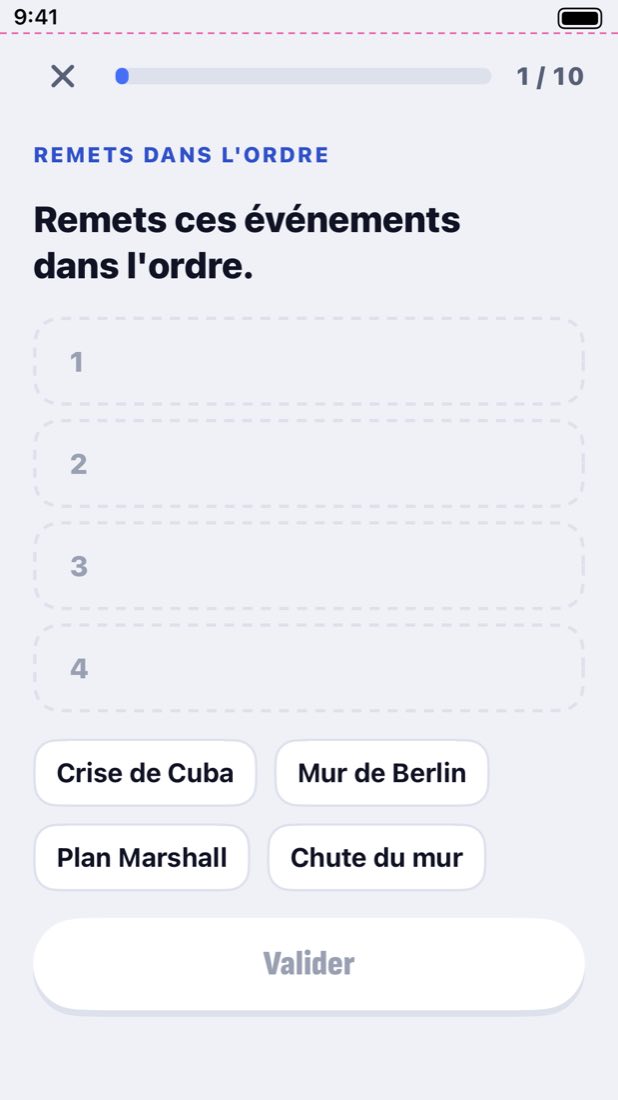 9:41
1 / 10
REMETS DANS L'ORDRE
Remets ces événements
dans l'ordre.
1
2
3
4
Crise de Cuba
Mur de Berlin
Plan Marshall
Chute du mur
Valider